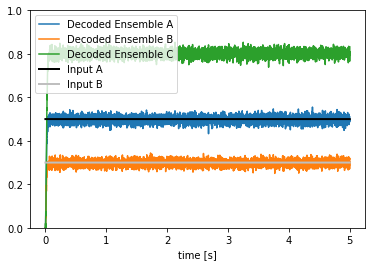 1.0
0.8
0.6
0.4
0.2
0.0
Decoded Ensemble A
Decoded Ensemble B
Decoded Ensemble C
Input A
Input B
0 1 2 3 4 5
time [s]